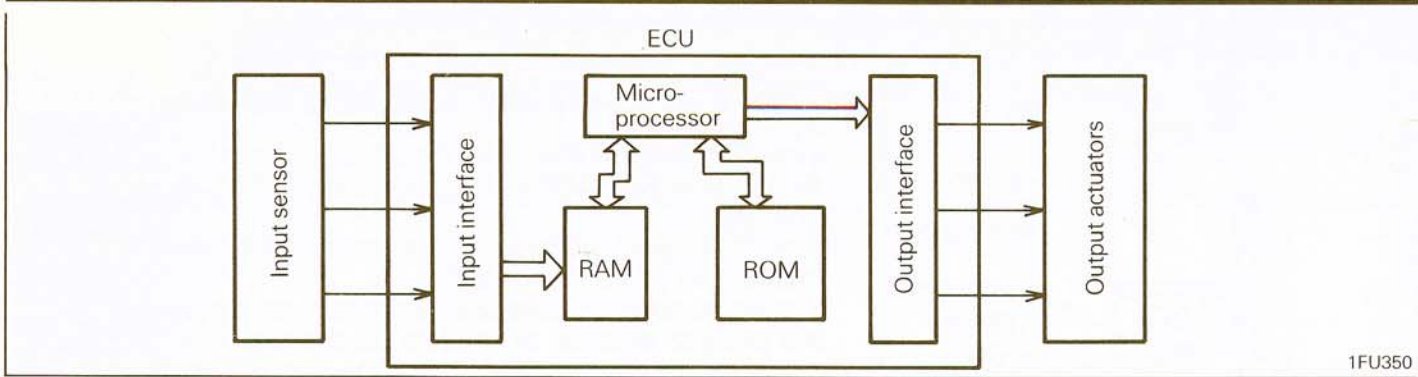 ECU
Input sensor
Input interface
Micro-
processor
RAM
ROM
Output interface
Output actuators
1FU350